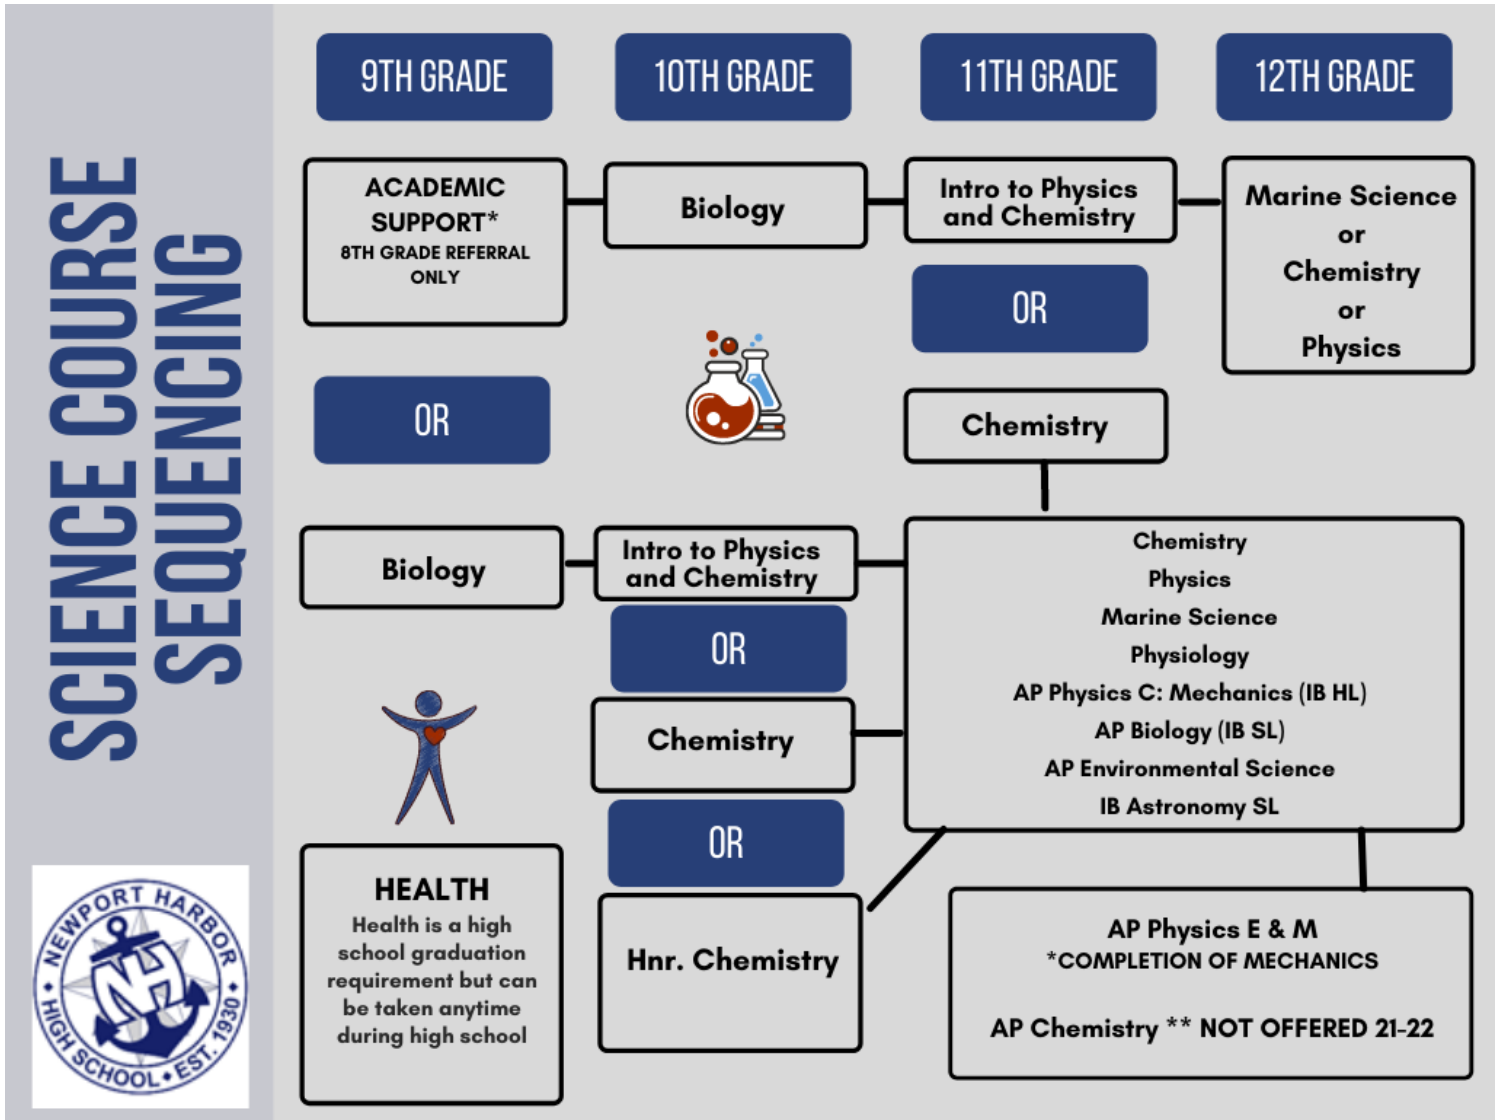 SCIENCE COURSE
SEQUENCING
9TH GRADE
10TH GRADE
11TH GRADE
12TH GRADE
ACADEMIC
SUPPORT*
8TH GRADE REFERRAL
ONLY
Biology
Intro to Physics
and Chemistry
Marine Science
or
Chemistry
or
Physics
OR
OR
Chemistry
Biology
Intro to Physics
and Chemistry
OR
Chemistry
OR
Hnr. Chemistry
Chemistry
Physics
Marine Science
Physiology
AP Physics C: Mechanics (IB HL)
AP Biology (IB SL)
AP Environmental Science
IB Astronomy SL
HEALTH
Health is a high
school graduation
requirement but can
be taken anytime
during high school
AP Physics E & M
*COMPLETION OF MECHANICS
AP Chemistry ** NOT OFFERED 21-22
NEWPORT HARBOR
NH
HIGH SCHOOL • EST. 1930